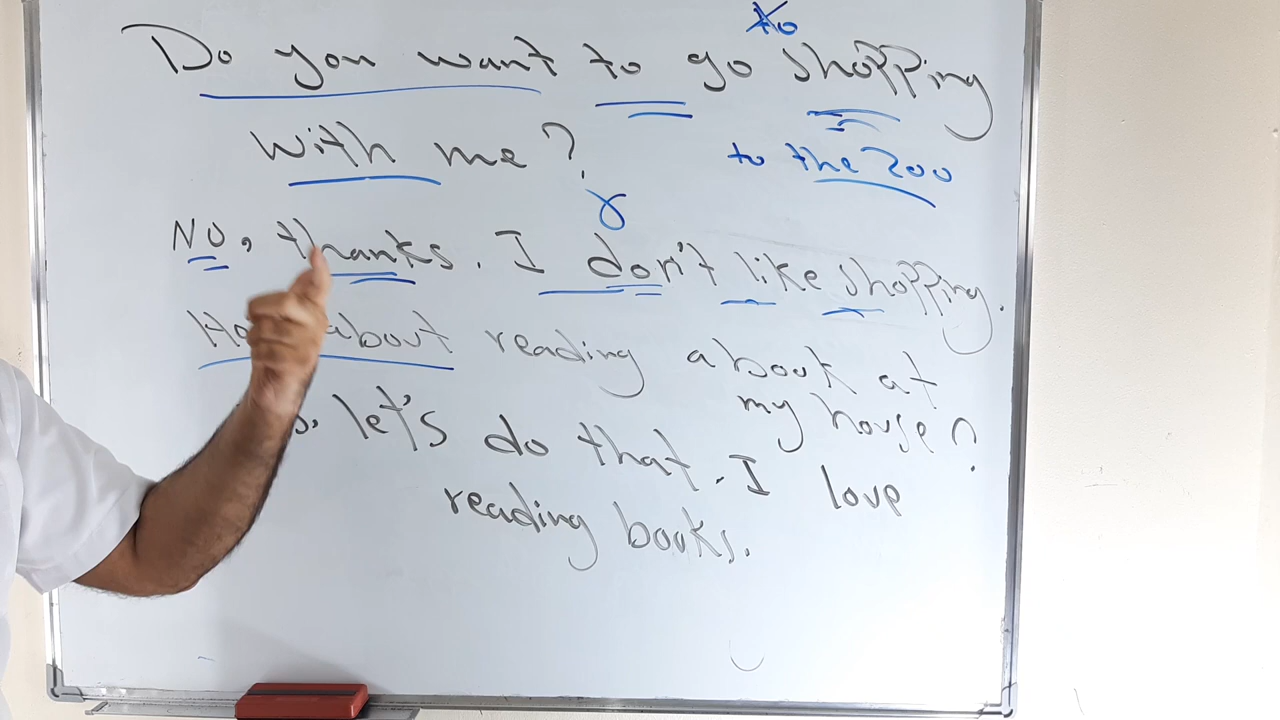 to
Do you want to go shopping
with me?
to the zoo
No, thanks. I don't like shopping.
about reading a book at
my house?
let's do that. I love
reading books.